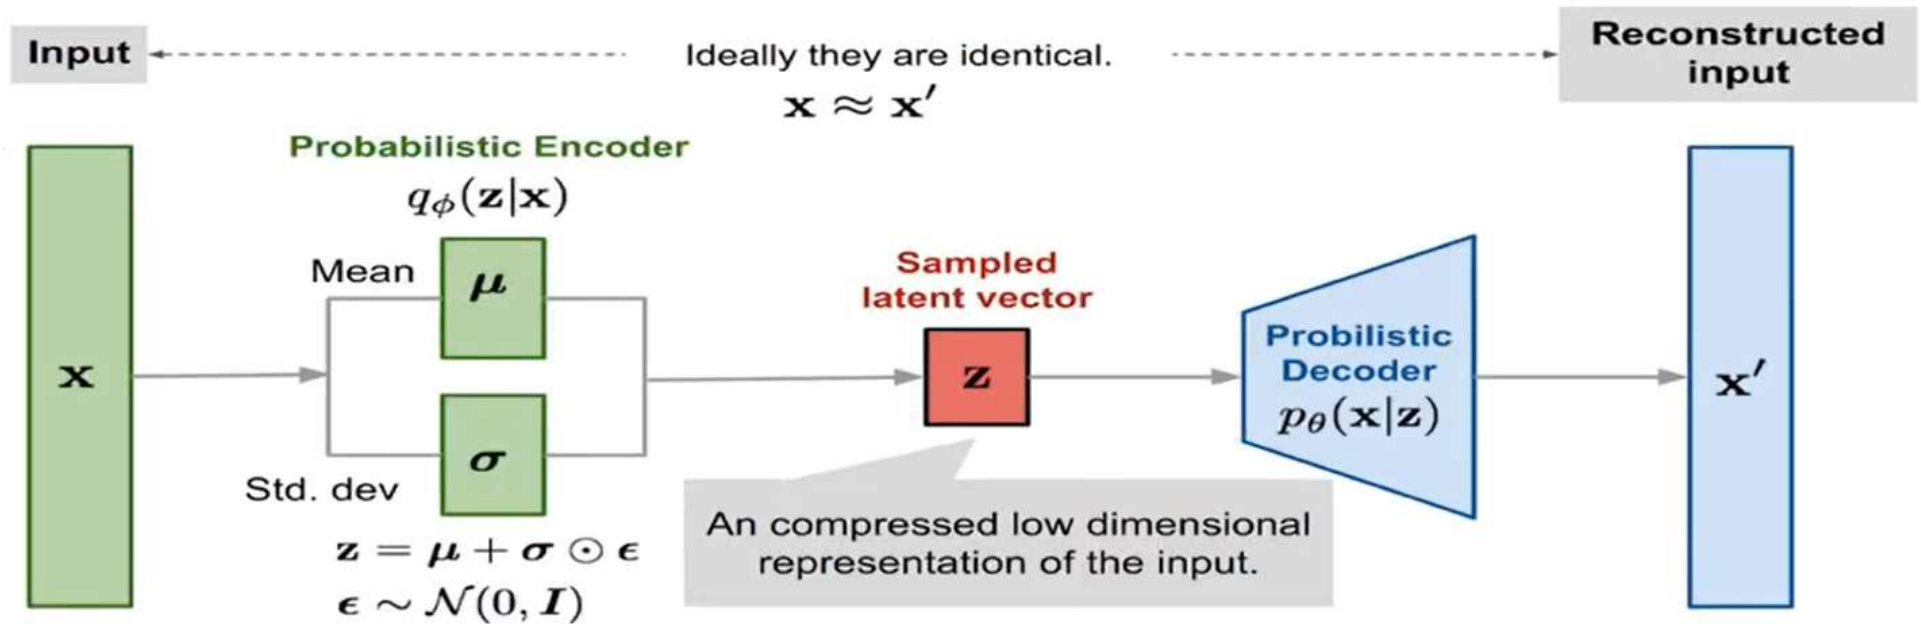 Input
Ideally they are identical.
x ≈ x′
Reconstructed
input
Probabilistic Encoder
qϕ(z|x)
Mean
μ
x
Std. dev
σ
z = μ + σ ⊙ ϵ
ϵ ∼ 𝒩(0, I)
Sampled
latent vector
z
An compressed low dimensional
representation of the input.
Probilistic
Decoder
pθ(x|z)
x′